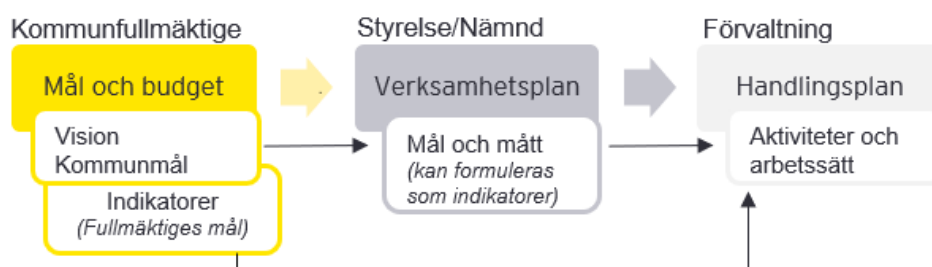 Kommunfullmäktige
Mål och budget
Vision
Kommunmål
Indikatorer
(Fullmäktiges mål)
Styrelse/Nämnd
Verksamhetsplan
Mål och mått
(kan formuleras
som indikatorer)
Förvaltning
Handlingsplan
Aktiviteter och
arbetssätt